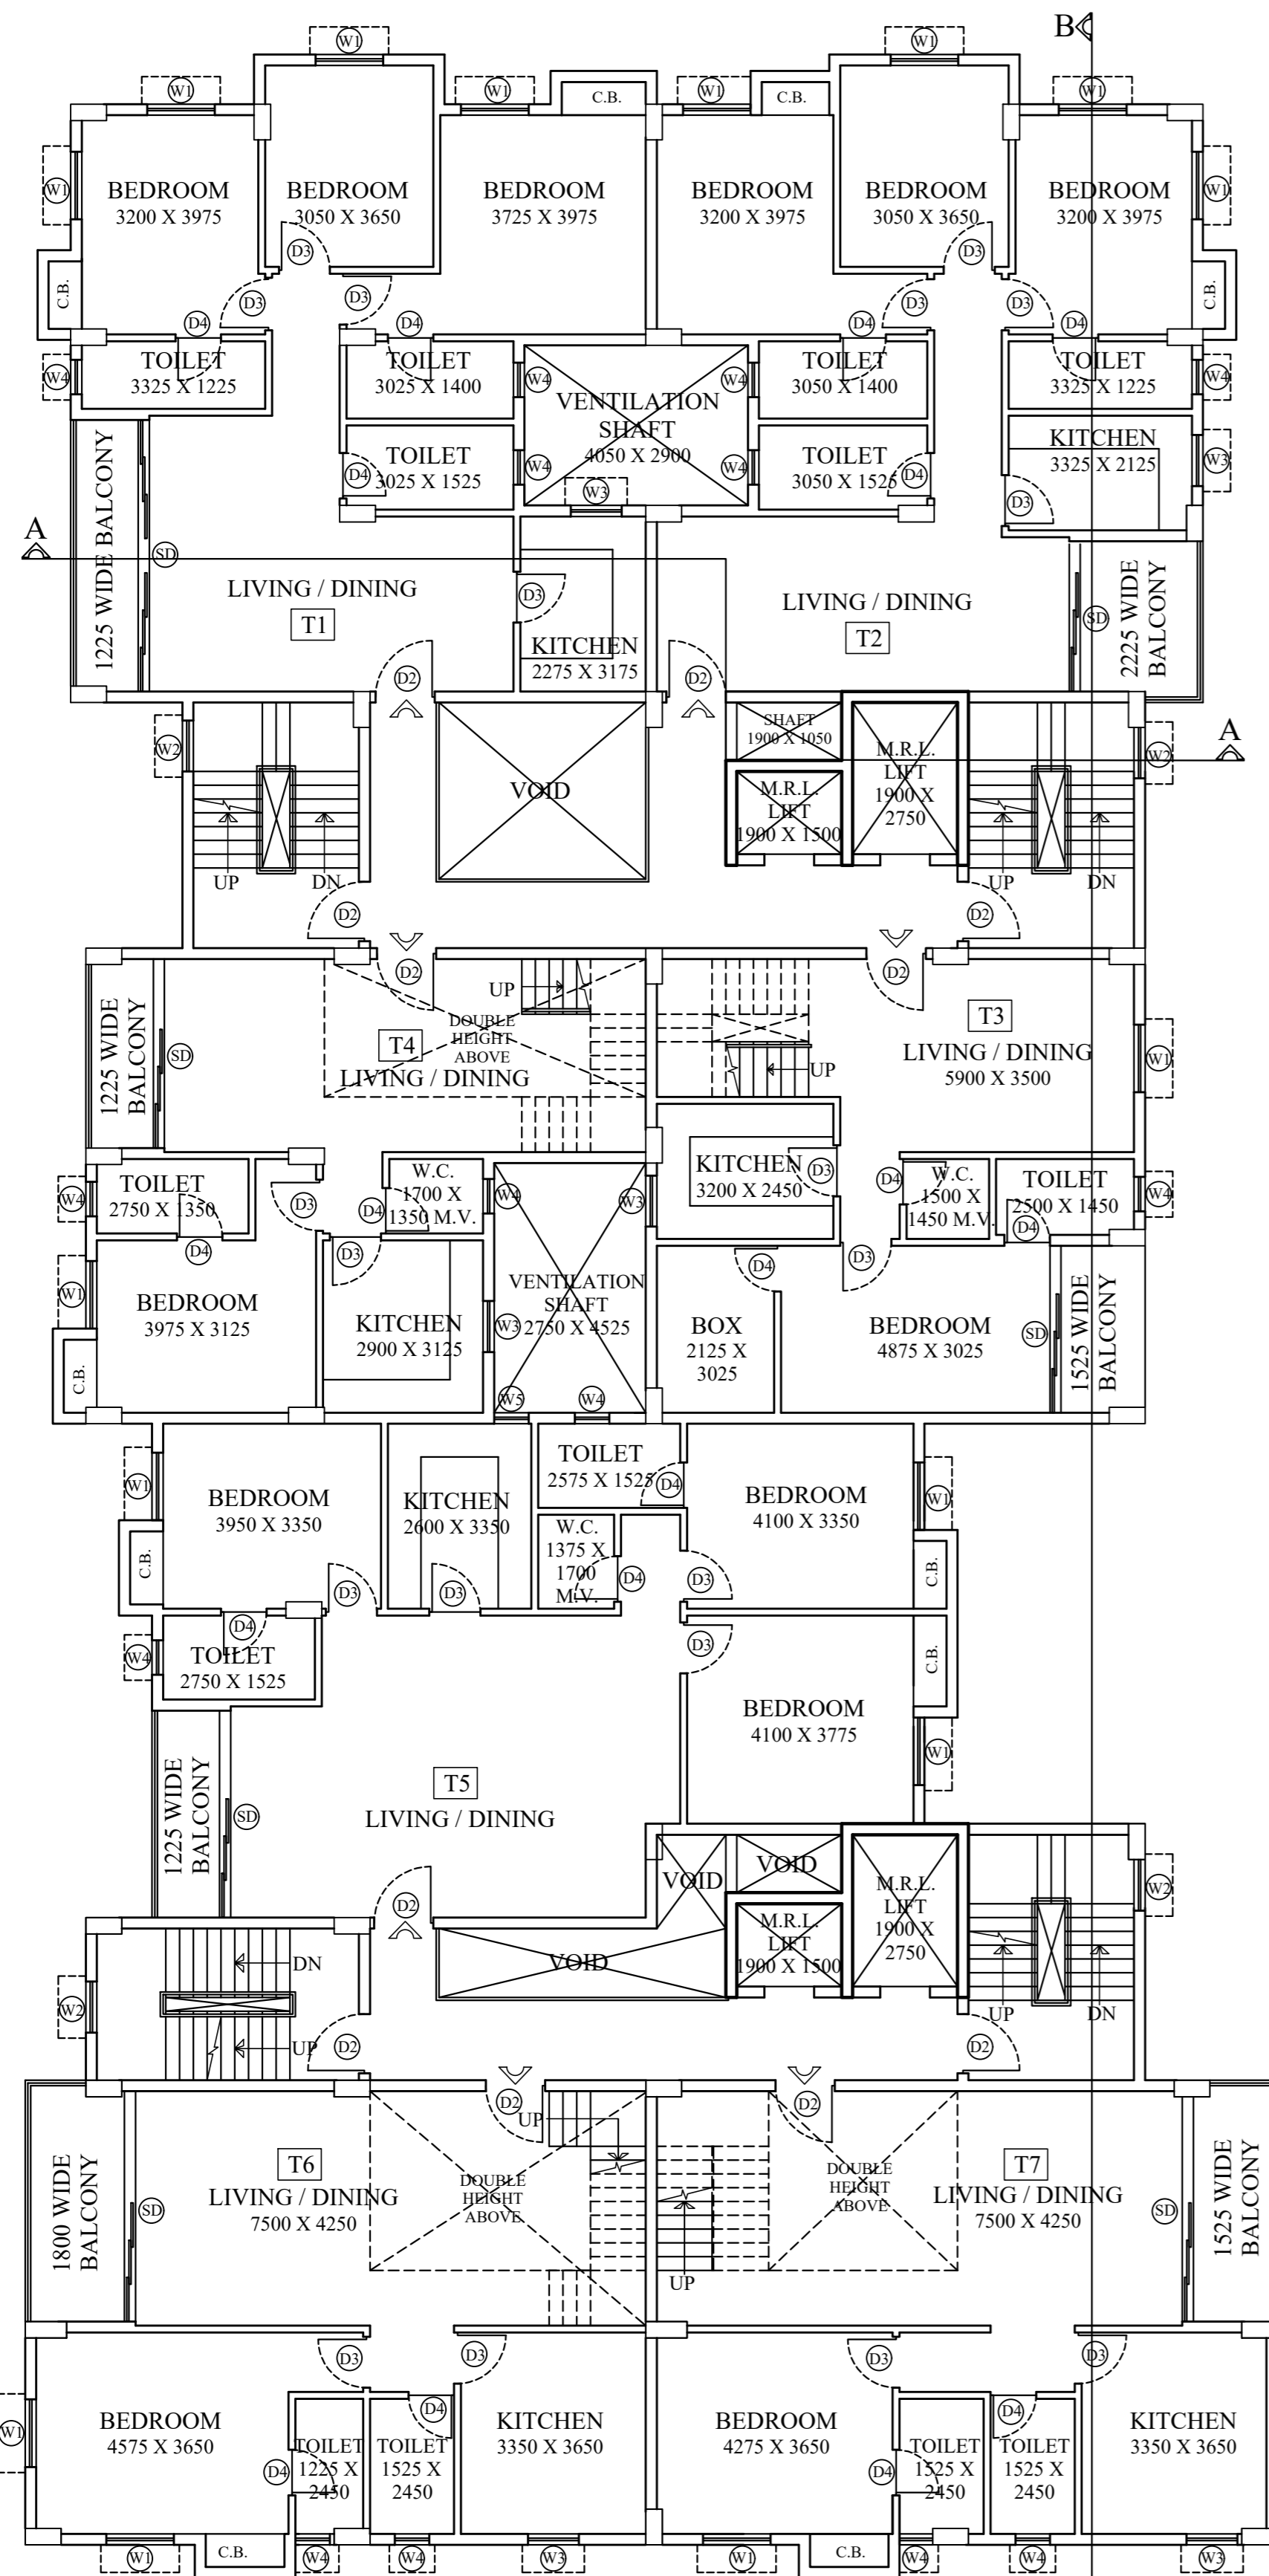 B
W1
W1
W1
W1
W1
W1
C.B.
C.B.
W1
BEDROOM
3200 X 3975
BEDROOM
3050 X 3650
BEDROOM
3725 X 3975
BEDROOM
3200 X 3975
BEDROOM
3050 X 3650
BEDROOM
3200 X 3975
W1
D3
D3
C.B.
D3
D3
D3
D3
C.B.
D4
D4
D4
D4
W4
TOILET
3325 X 1225
TOILET
3025 X 1400
W4
VENTILATION
SHAFT
4050 X 2900
W4
TOILET
3050 X 1400
TOILET
3325 X 1225
W4
1225 WIDE BALCONY
D4
TOILET
3025 X 1525
W4
W4
TOILET
3050 X 1525
D4
KITCHEN
3325 X 2125
W3
W3
D3
A
SD
LIVING / DINING
T1
D3
KITCHEN
2275 X 3175
LIVING / DINING
T2
SD
2225 WIDE
BALCONY
D2
D2
W2
VOID
SHAFT
1900 X 1050
M.R.L.
LIFT
1900 X
2750
M.R.L.
LIFT
1900 X 1500
A
W2
UP
DN
UP
DN
D2
D2
D2
D2
1225 WIDE
BALCONY
SD
UP
T4
DOUBLE
HEIGHT
ABOVE
LIVING / DINING
T3
LIVING / DINING
5900 X 3500
UP
W1
W4
TOILET
2750 X 1350
D3
D4
W.C.
1700 X
1350 M.V.
W4
W3
KITCHEN
3200 X 2450
D3
D4
W.C.
1500 X
1450 M.V.
TOILET
2500 X 1450
D4
W4
D4
D3
D4
D3
W1
BEDROOM
3975 X 3125
KITCHEN
2900 X 3125
W3
VENTILATION
SHAFT
2750 X 4525
BOX
2125 X
3025
BEDROOM
4875 X 3025
SD
1525 WIDE
BALCONY
C.B.
W5
W4
W1
BEDROOM
3950 X 3350
KITCHEN
2600 X 3350
TOILET
2575 X 1525
D4
BEDROOM
4100 X 3350
W1
C.B.
W.C.
1375 X
1700
M.V.
D4
D3
D3
D3
C.B.
D4
W4
TOILET
2750 X 1525
D3
C.B.
BEDROOM
4100 X 3775
W1
1225 WIDE
BALCONY
SD
T5
LIVING / DINING
D2
VOID
VOID
VOID
M.R.L.
LIFT
1900 X
2750
M.R.L.
LIFT
1900 X 1500
W2
DN
W2
UP
UP
DN
D2
D2
D2
D2
UP
1800 WIDE
BALCONY
SD
T6
LIVING / DINING
7500 X 4250
DOUBLE
HEIGHT
ABOVE
UP
DOUBLE
HEIGHT
ABOVE
T7
LIVING / DINING
7500 X 4250
SD
1525 WIDE
BALCONY
D3
D3
D3
D3
W1
BEDROOM
4575 X 3650
D4
TOILET
1225 X
2450
D4
TOILET
1525 X
2450
KITCHEN
3350 X 3650
BEDROOM
4275 X 3650
D4
TOILET
1525 X
2450
D4
TOILET
1525 X
2450
KITCHEN
3350 X 3650
W1
C.B.
W4
W4
W3
W1
C.B.
W4
W4
W3